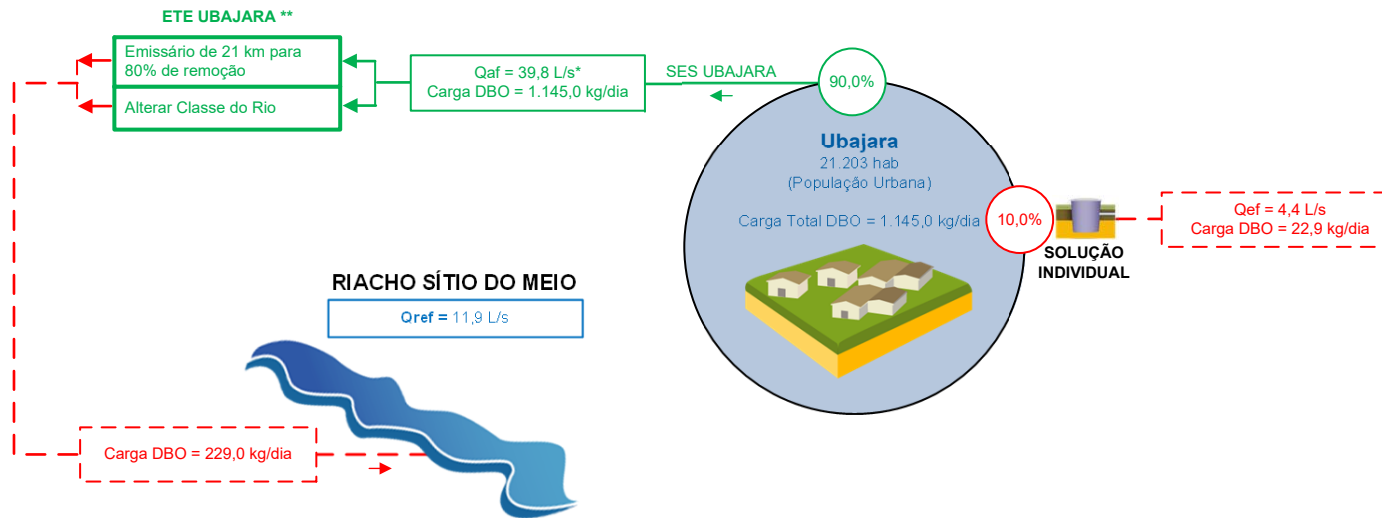 ETE UBAJARA **
Emissário de 21 km para
80% de remoção
Alterar Classe do Rio
Qaf = 39,8 L/s*
Carga DBO = 1.145,0 kg/dia
SES UBAJARA
90,0%
Ubajara
21.203 hab
(População Urbana)
Carga Total DBO = 1.145,0 kg/dia
10,0%
SOLUÇÃO
INDIVIDUAL
Qef = 4,4 L/s
Carga DBO = 22,9 kg/dia
RIACHO SÍTIO DO MEIO
Qref = 11,9 L/s
Carga DBO = 229,0 kg/dia